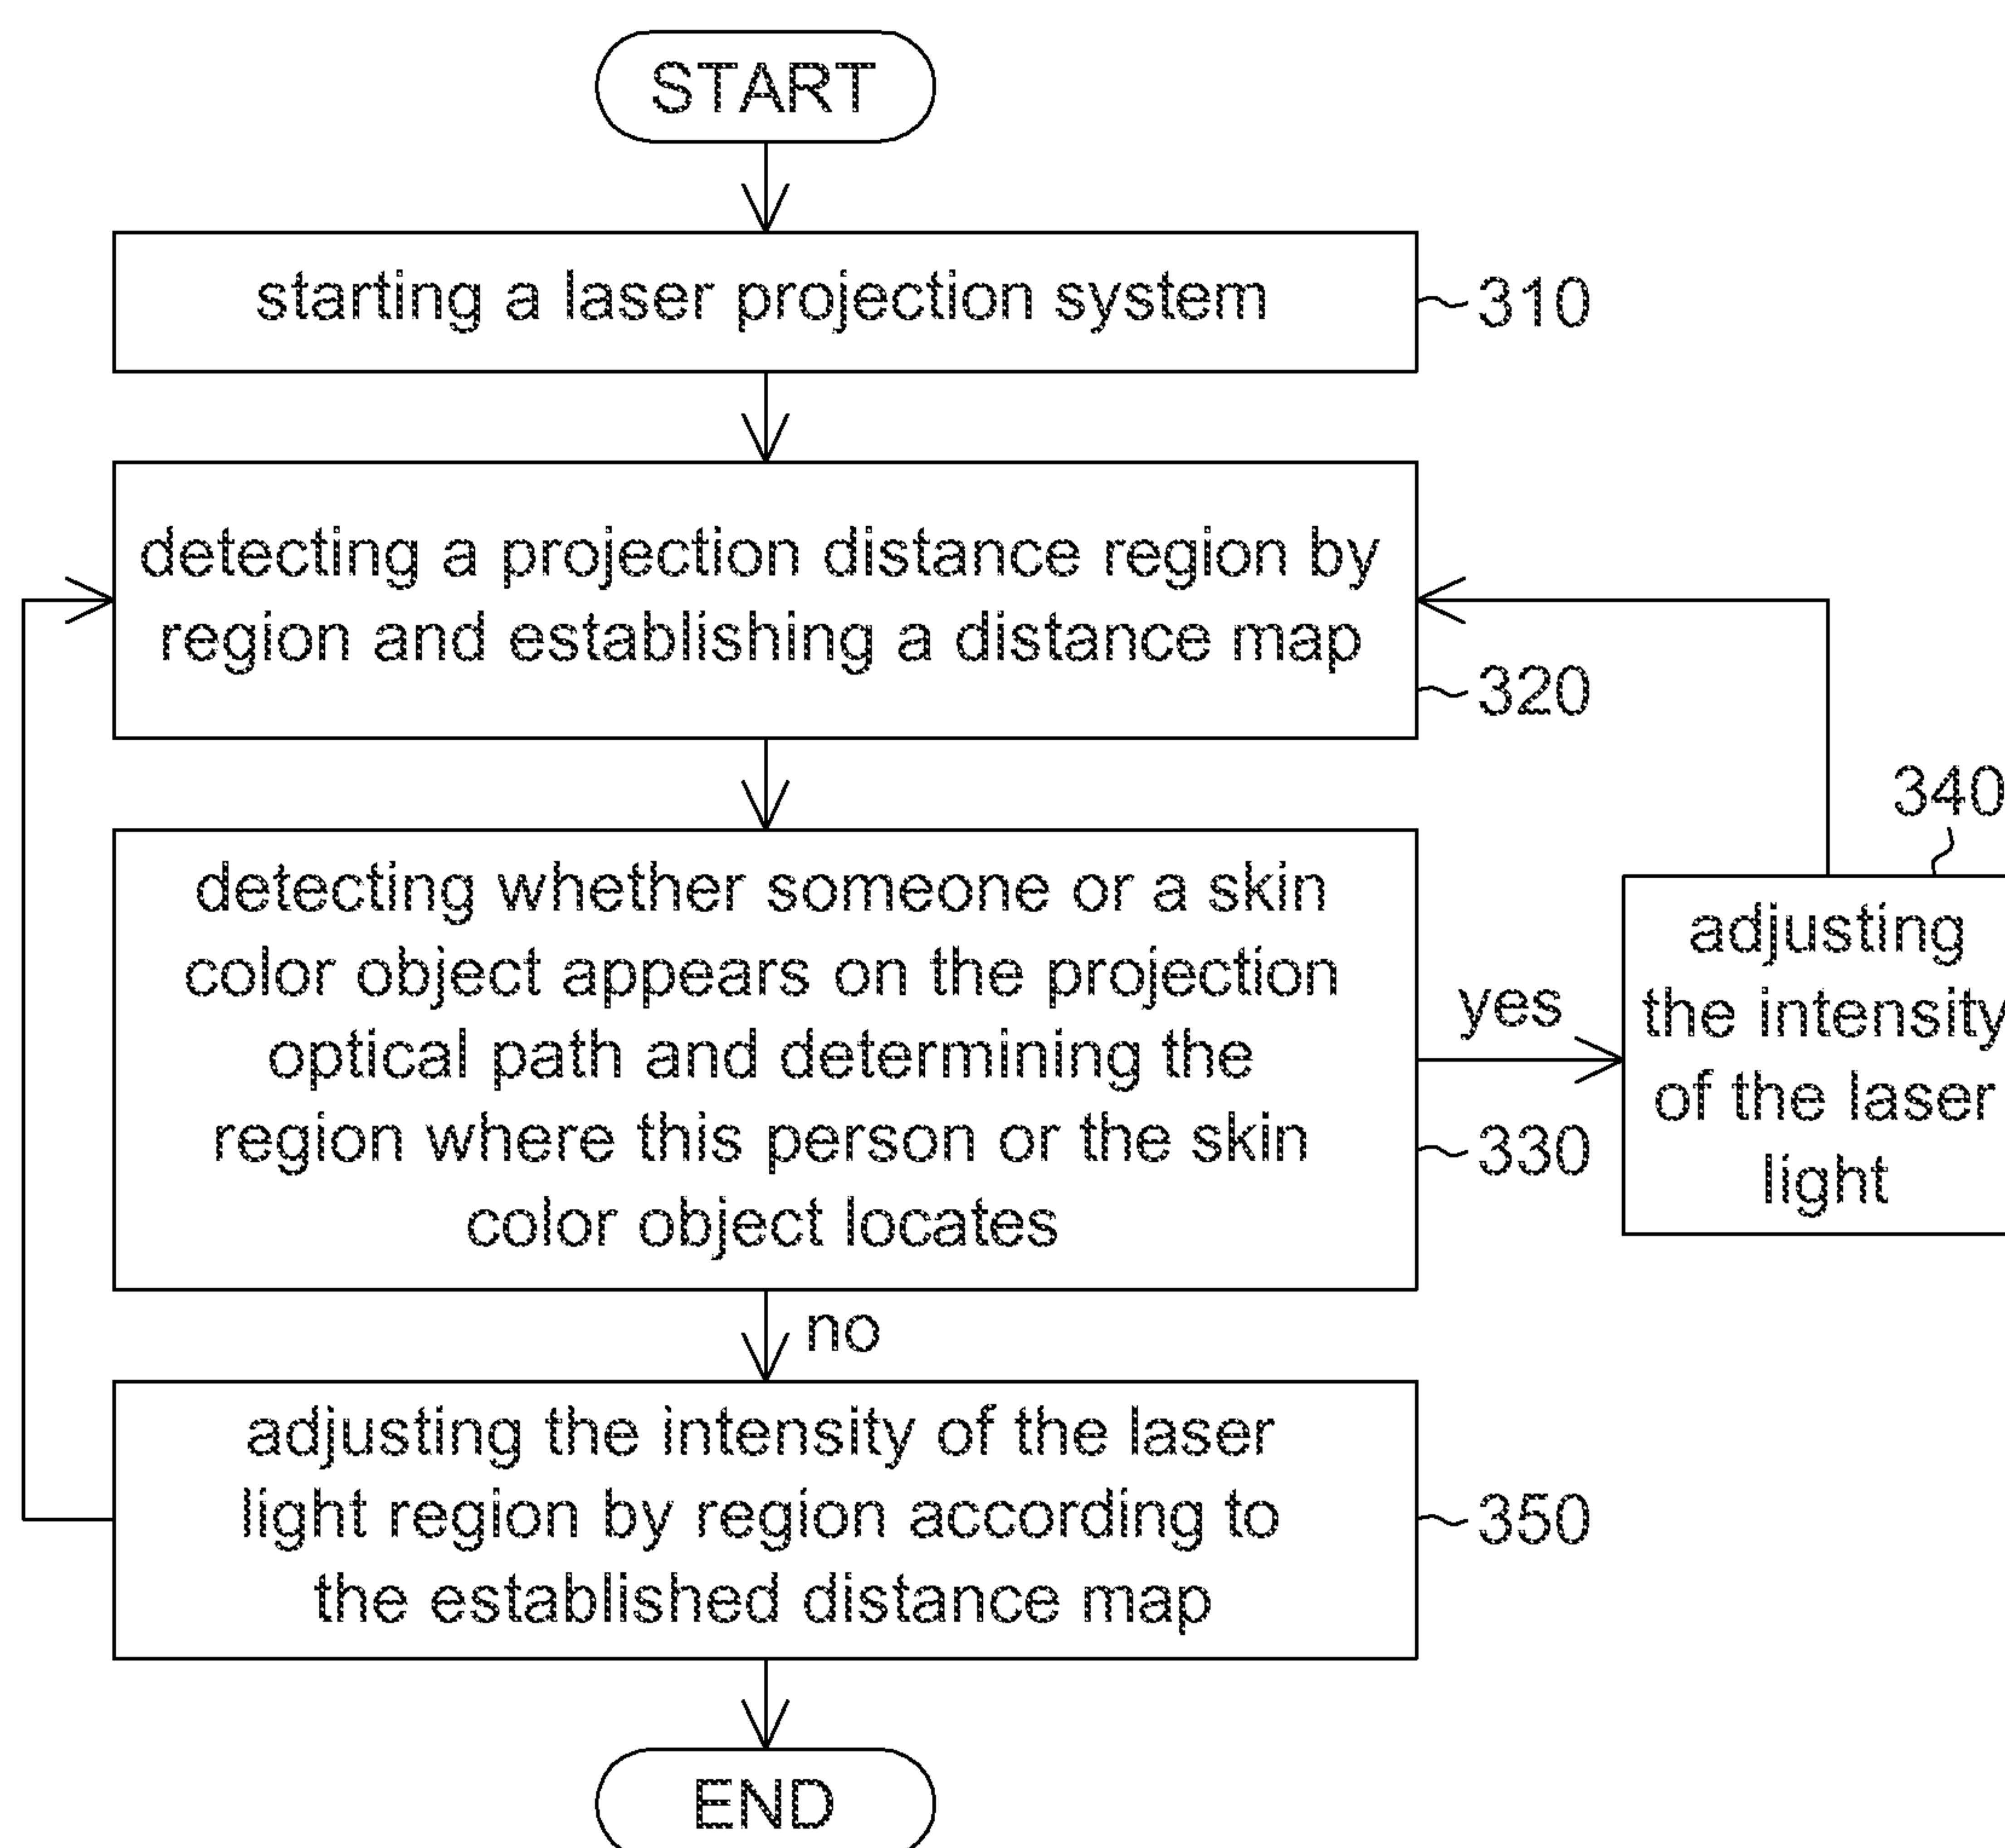 START
starting a laser projection system
310
detecting a projection distance region by
region and establishing a distance map
320
detecting whether someone or a skin
color object appears on the projection
optical path and determining the
region where this person or the skin
color object locates
330
yes
340
adjusting
the intensity
of the laser
light
no
adjusting the intensity of the laser
light region by region according to
the established distance map
350
END